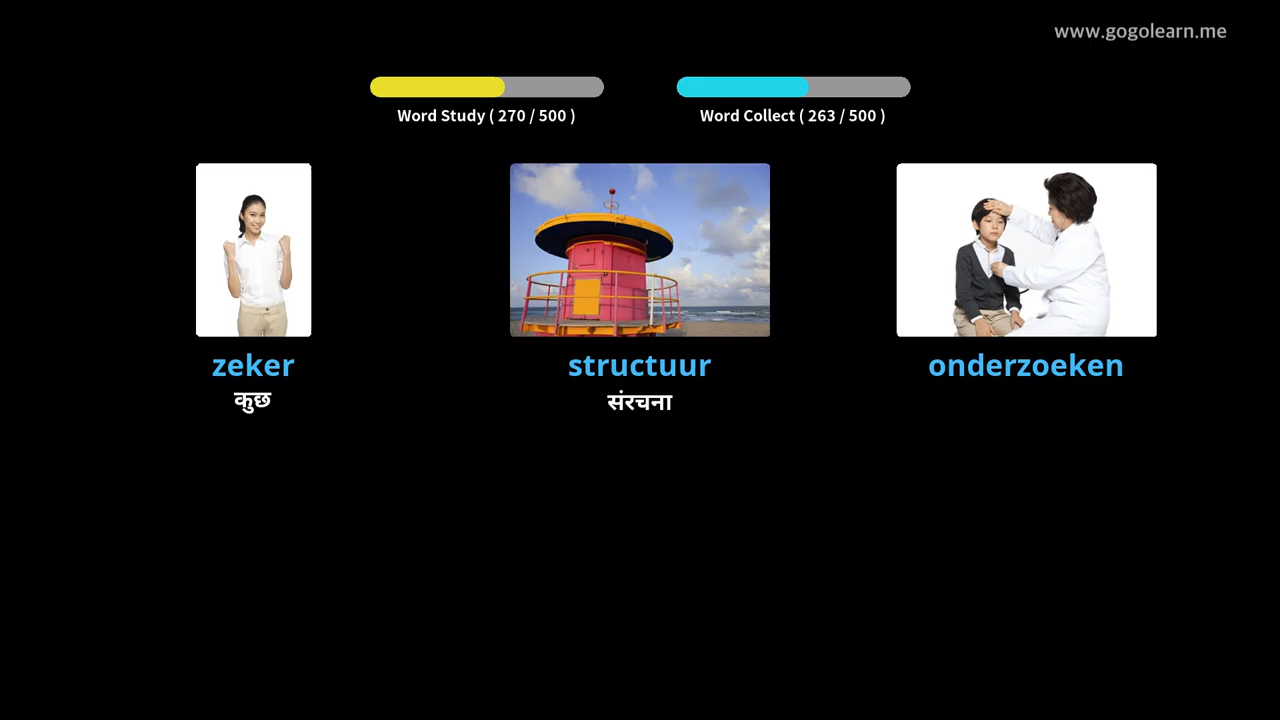 www.gogolearn.me
Word Study ( 270 / 500 )
Word Collect ( 263 / 500 )
zeker
structuur
onderzoeken
कुछ
संरचना